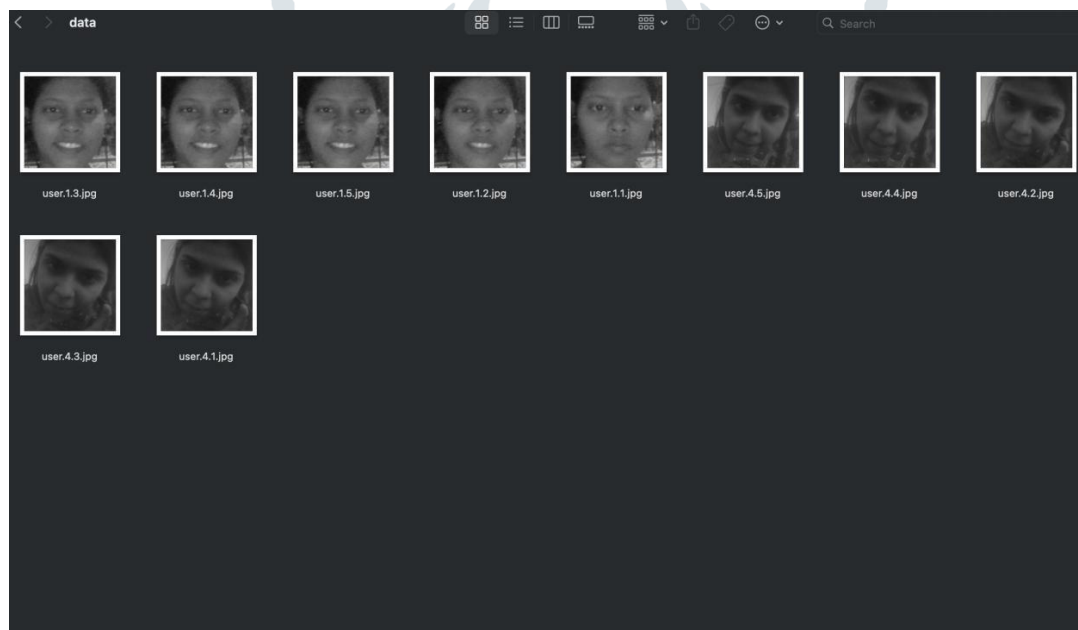 data
Search
user.1.3.jpg
user.1.4.jpg
user.1.5.jpg
user.1.2.jpg
user.1.1.jpg
user.4.5.jpg
user.4.4.jpg
user.4.2.jpg
user.4.3.jpg
user.4.1.jpg